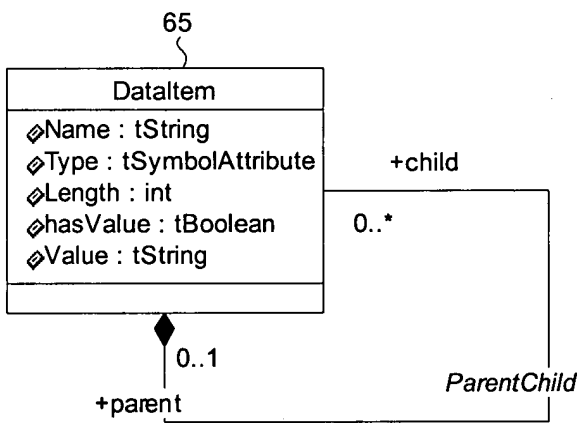 65
DataItem
Name : tString
Type : tSymbolAttribute
Length : int
hasValue : tBoolean
Value : tString
+child
0..*
0..1
+parent
ParentChild